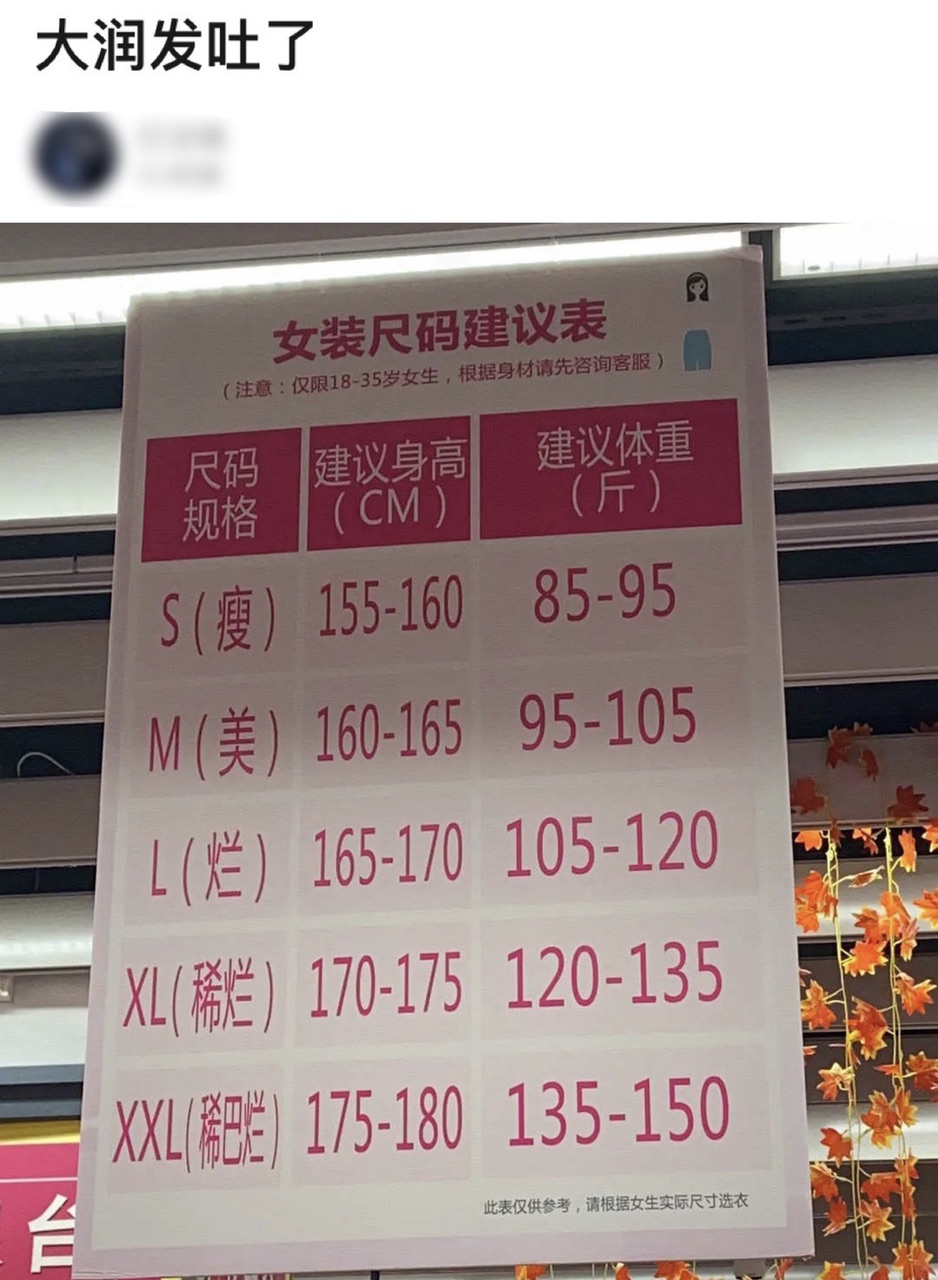 大润发吐了
女装尺码建议表
（注意：仅限18-35岁女生，根据身材请先咨询客服）
尺码规格 建议身高（CM） 建议体重（斤）
S（瘦） 155-160 85-95
M（美） 160-165 95-105
L（烂） 165-170 105-120
XL（稀烂） 170-175 120-135
XXL（稀巴烂） 175-180 135-150
此表仅供参考，请根据女生实际尺寸选衣
台